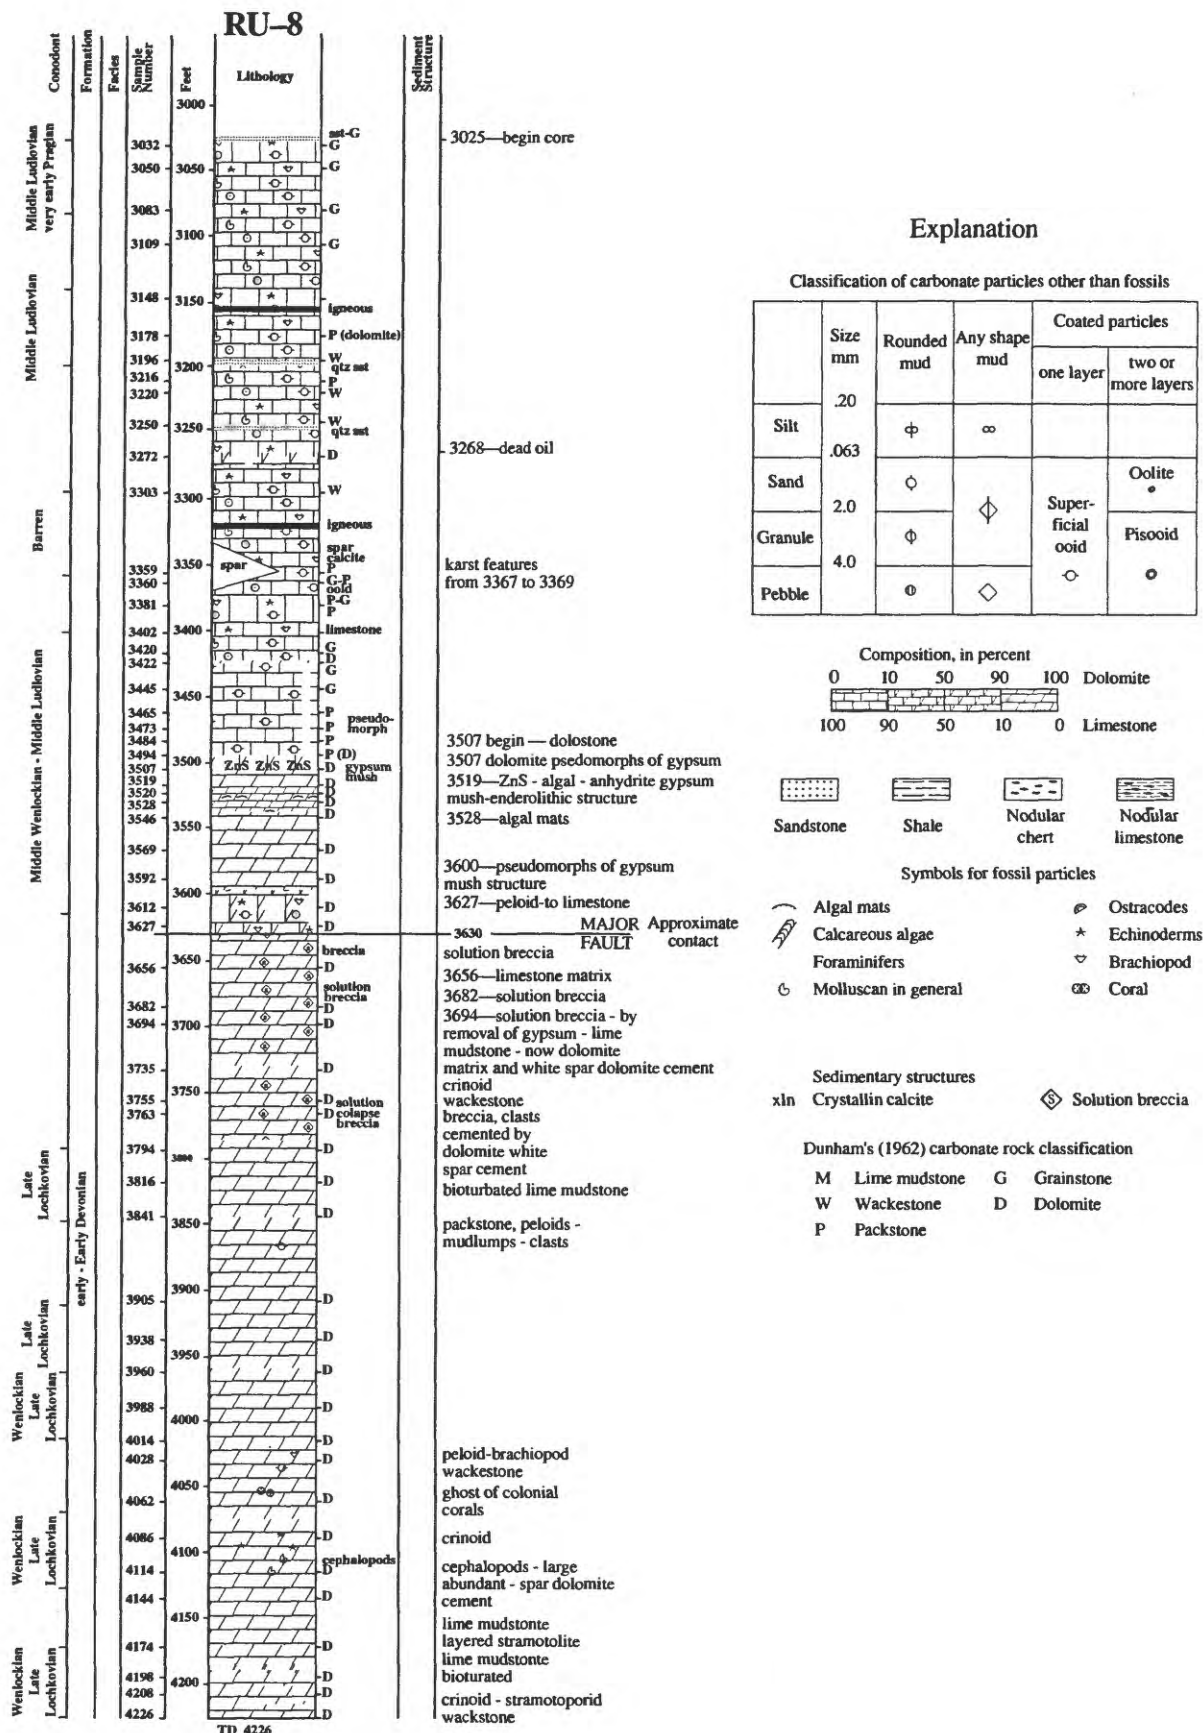 RU–8
Conodont
Formation
Facies
Sample Number
Feet
Lithology
Sediment Structure
Middle Ludlovian very early Pragian
Middle Ludlovian
Barren
Middle Wenlockian - Middle Ludlovian
Late Lochkovian
Late Lochkovian
Wenlockian Late Lochkovian
Wenlockian Late Lochkovian
Wenlockian Late Lochkovian
early - Early Devonian
3032
3050
3083
3109
3148
3178
3196
3216
3220
3250
3272
3303
3359
3360
3381
3402
3420
3422
3445
3465
3473
3484
3494
3507
3519
3520
3528
3546
3569
3592
3612
3627
3656
3682
3694
3735
3755
3763
3794
3816
3841
3905
3938
3960
3988
4014
4028
4062
4086
4114
4144
4174
4198
4208
4226
3000
3050
3100
3150
3200
3250
3300
3350
3400
3450
3500
3550
3600
3650
3700
3750
3800
3850
3900
3950
4000
4050
4100
4150
4200
spar
ZnS ZnS ZnS
TD 4226
sst-G
G
G
G
G
igneous
P (dolomite)
W
qtz sst
P
W
W
qtz sst
D
W
igneous
spar
calcite
P
G-P
oold
P-G
P
limestone
G
D
G
G
P
pseudo-
P morph
P
P (D)
D gypsum
mush
D
D
D
D
D
D
D
D
breccia
D
solution
breccia
D
D
D
D solution
D colapse
breccia
D
D
D
D
D
D
D
D
D
D
D
cephalopods
D
D
D
D
D
D
3025—begin core
3268—dead oil
karst features
from 3367 to 3369
3507 begin — dolostone
3507 dolomite psedomorphs of gypsum
3519—ZnS - algal - anhydrite gypsum
mush-enderolithic structure
3528—algal mats
3600—pseudomorphs of gypsum
mush structure
3627—peloid-to limestone
3630
MAJOR FAULT
Approximate contact
solution breccia
3656—limestone matrix
3682—solution breccia
3694—solution breccia - by
removal of gypsum - lime
mudstone - now dolomite
matrix and white spar dolomite cement
crinoid
wackestone
breccia, clasts
cemented by
dolomite white
spar cement
bioturbated lime mudstone
packstone, peloids -
mudlumps - clasts
peloid-brachiopod
wackestone
ghost of colonial
corals
crinoid
cephalopods - large
abundant - spar dolomite
cement
lime mudstonte
layered stramotolite
lime mudstonte
bioturated
crinoid - stramotoporid
wackstone
Explanation
Classification of carbonate particles other than fossils
Size mm
Rounded mud
Any shape mud
Coated particles
one layer
two or more layers
.20
Silt
.063
Sand
Oolite
2.0
Super-
ficial
ooid
Granule
Pisooid
4.0
Pebble
Composition, in percent
0 10 50 90 100 Dolomite
100 90 50 10 0 Limestone
Sandstone
Shale
Nodular chert
Nodular limestone
Symbols for fossil particles
Algal mats
Ostracodes
Calcareous algae
Echinoderms
Foraminifers
Brachiopod
Molluscan in general
Coral
Sedimentary structures
xln Crystallin calcite
S Solution breccia
Dunham's (1962) carbonate rock classification
M Lime mudstone G Grainstone
W Wackestone D Dolomite
P Packstone